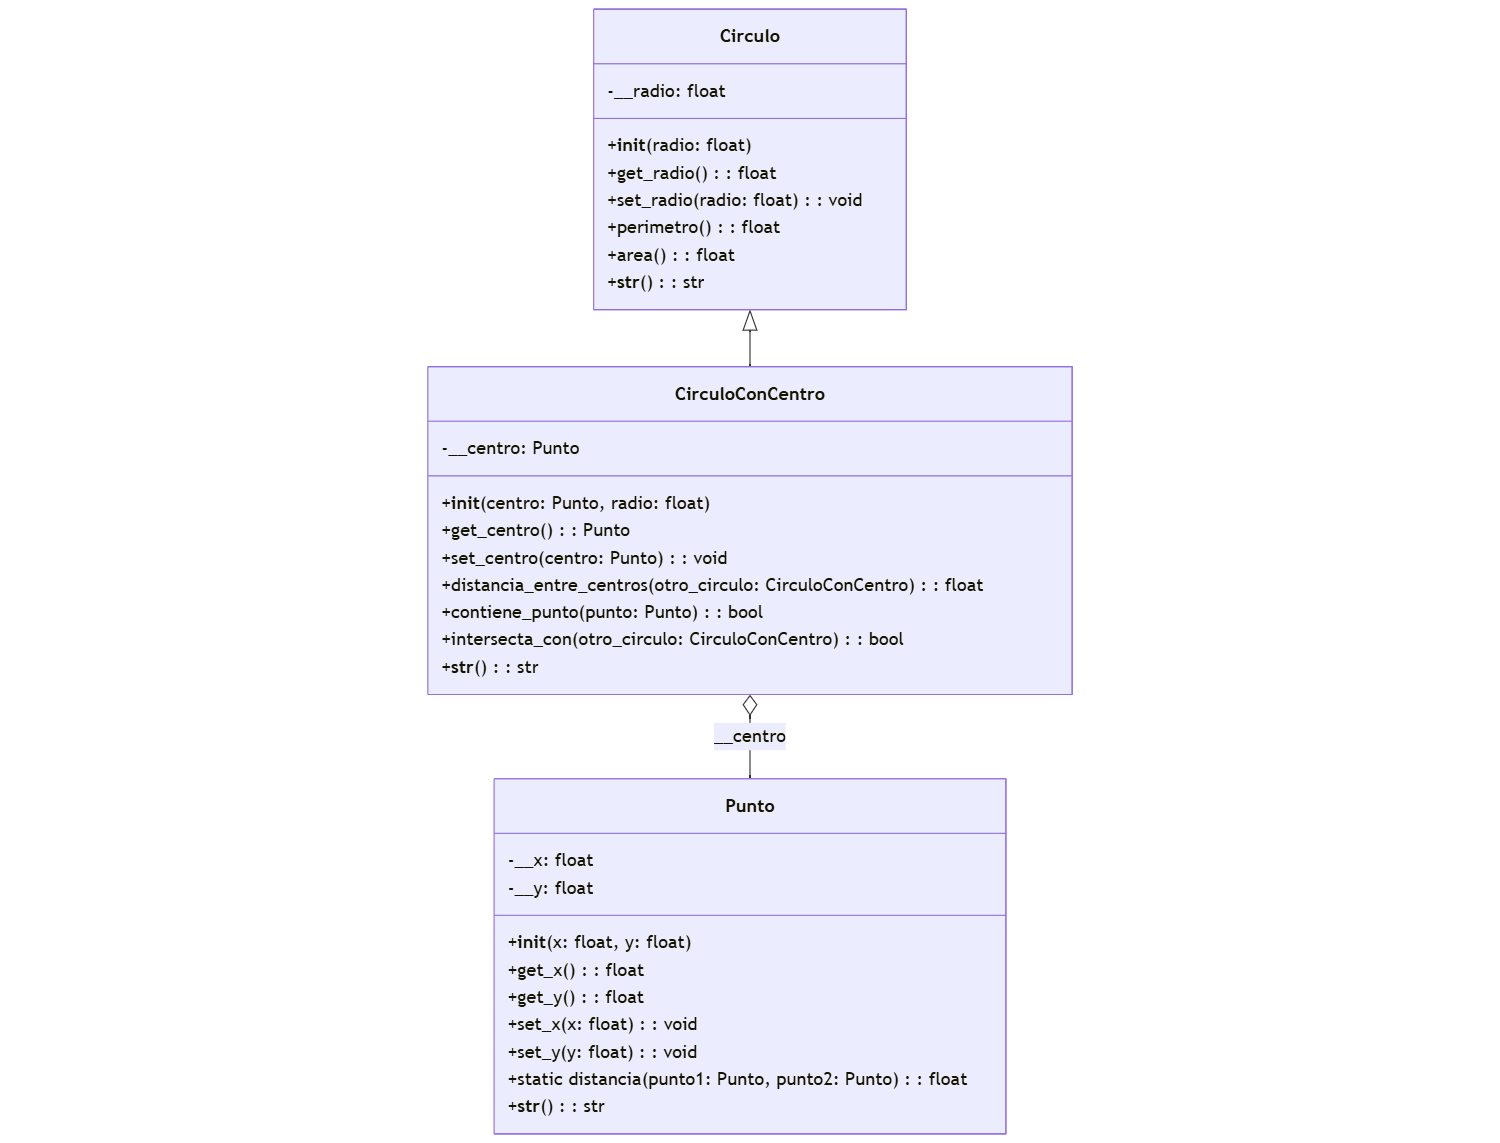 Circulo
-__radio: float
+init(radio: float)
+get_radio() : : float
+set_radio(radio: float) : : void
+perimetro() : : float
+area() : : float
+str() : : str
CirculoConCentro
-__centro: Punto
+init(centro: Punto, radio: float)
+get_centro() : : Punto
+set_centro(centro: Punto) : : void
+distancia_entre_centros(otro_circulo: CirculoConCentro) : : float
+contiene_punto(punto: Punto) : : bool
+intersecta_con(otro_circulo: CirculoConCentro) : : bool
+str() : : str
__centro
Punto
-__x: float
-__y: float
+init(x: float, y: float)
+get_x() : : float
+get_y() : : float
+set_x(x: float) : : void
+set_y(y: float) : : void
+static distancia(punto1: Punto, punto2: Punto) : : float
+str() : : str